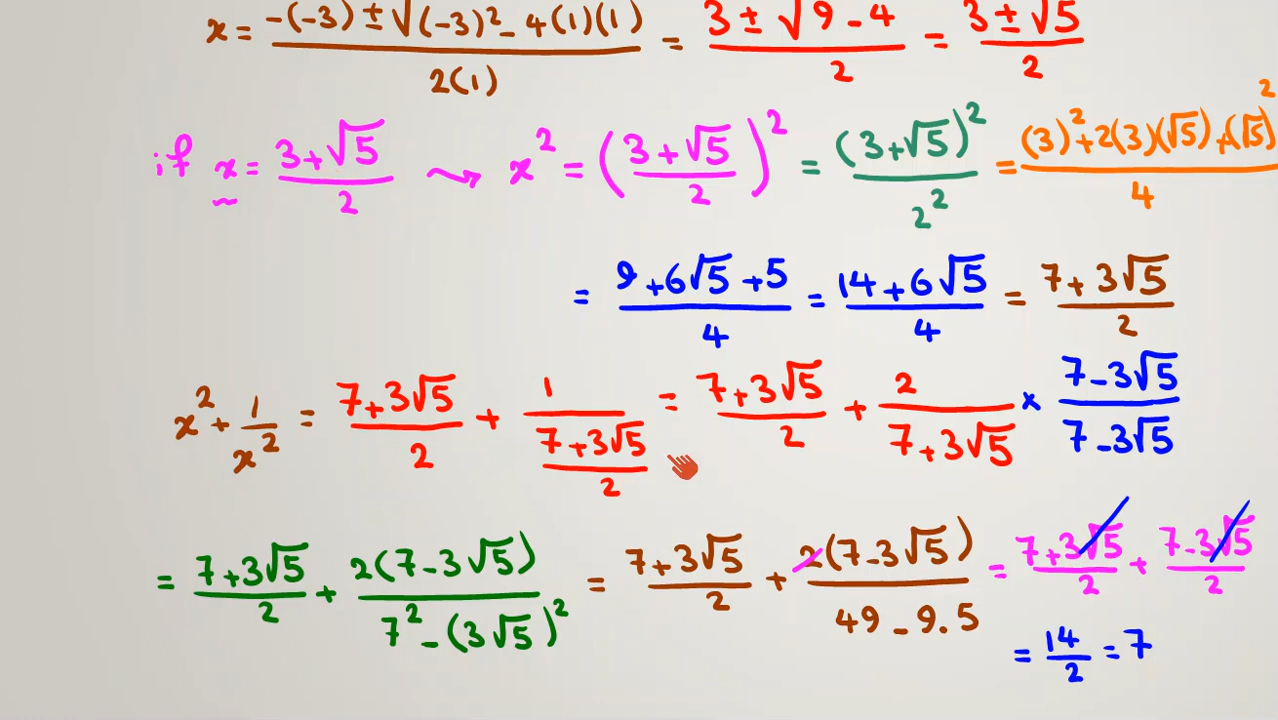 x = (-(-3) ± √((-3)² - 4(1)(1))) / 2(1) = (3 ± √(9 - 4)) / 2 = (3 ± √5) / 2
if x = (3+√5)/2 ⇝ x² = ((3+√5)/2)² = (3+√5)² / 2² = ((3)² + 2(3)(√5) + (√5)²) / 4
= (9+6√5+5)/4 = (14+6√5)/4 = (7+3√5)/2
x² + 1/x² = (7+3√5)/2 + 1/((7+3√5)/2) = (7+3√5)/2 + 2/(7+3√5) × (7-3√5)/(7-3√5)
= (7+3√5)/2 + 2(7-3√5)/(7² - (3√5)²) = (7+3√5)/2 + 2(7-3√5)/(49 - 9.5) = (7+3√5)/2 + (7-3√5)/2
= 14/2 = 7